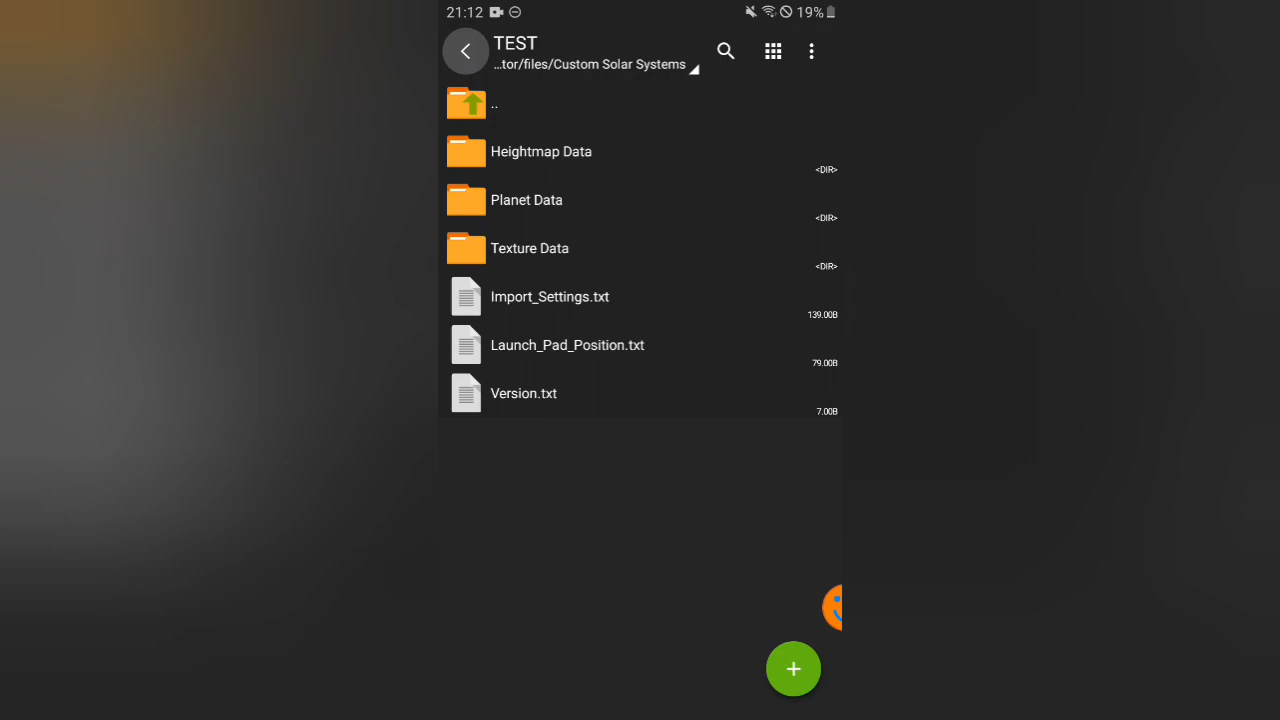 21:12
19%
TEST
...tor/files/Custom Solar Systems
..
Heightmap Data
<DIR>
Planet Data
<DIR>
Texture Data
<DIR>
Import_Settings.txt
139.00B
Launch_Pad_Position.txt
79.00B
Version.txt
7.00B